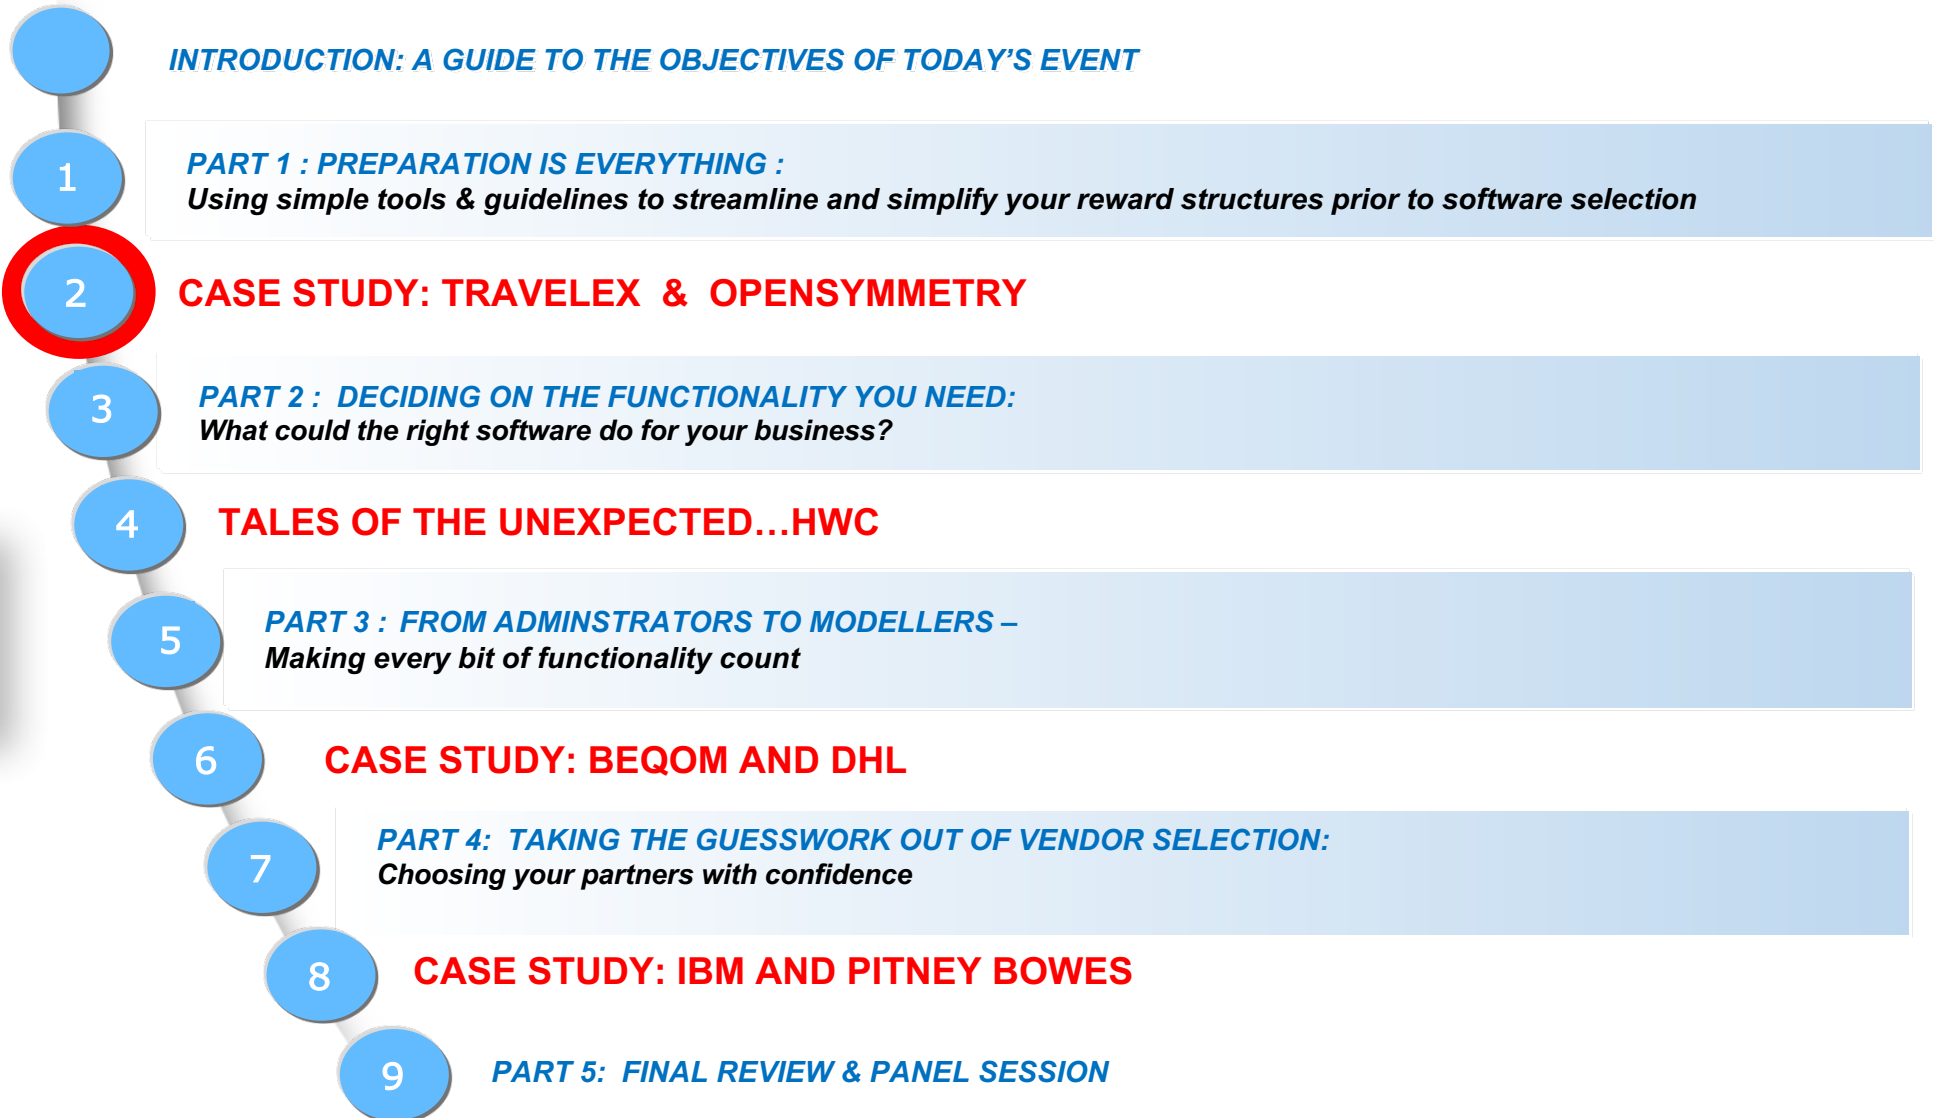 INTRODUCTION: A GUIDE TO THE OBJECTIVES OF TODAY’S EVENT
1
PART 1 : PREPARATION IS EVERYTHING :
Using simple tools & guidelines to streamline and simplify your reward structures prior to software selection
2
CASE STUDY: TRAVELEX & OPENSYMMETRY
3
PART 2 : DECIDING ON THE FUNCTIONALITY YOU NEED:
What could the right software do for your business?
4
TALES OF THE UNEXPECTED…HWC
5
PART 3 : FROM ADMINSTRATORS TO MODELLERS –
Making every bit of functionality count
6
CASE STUDY: BEQOM AND DHL
7
PART 4: TAKING THE GUESSWORK OUT OF VENDOR SELECTION:
Choosing your partners with confidence
8
CASE STUDY: IBM AND PITNEY BOWES
9
PART 5: FINAL REVIEW & PANEL SESSION